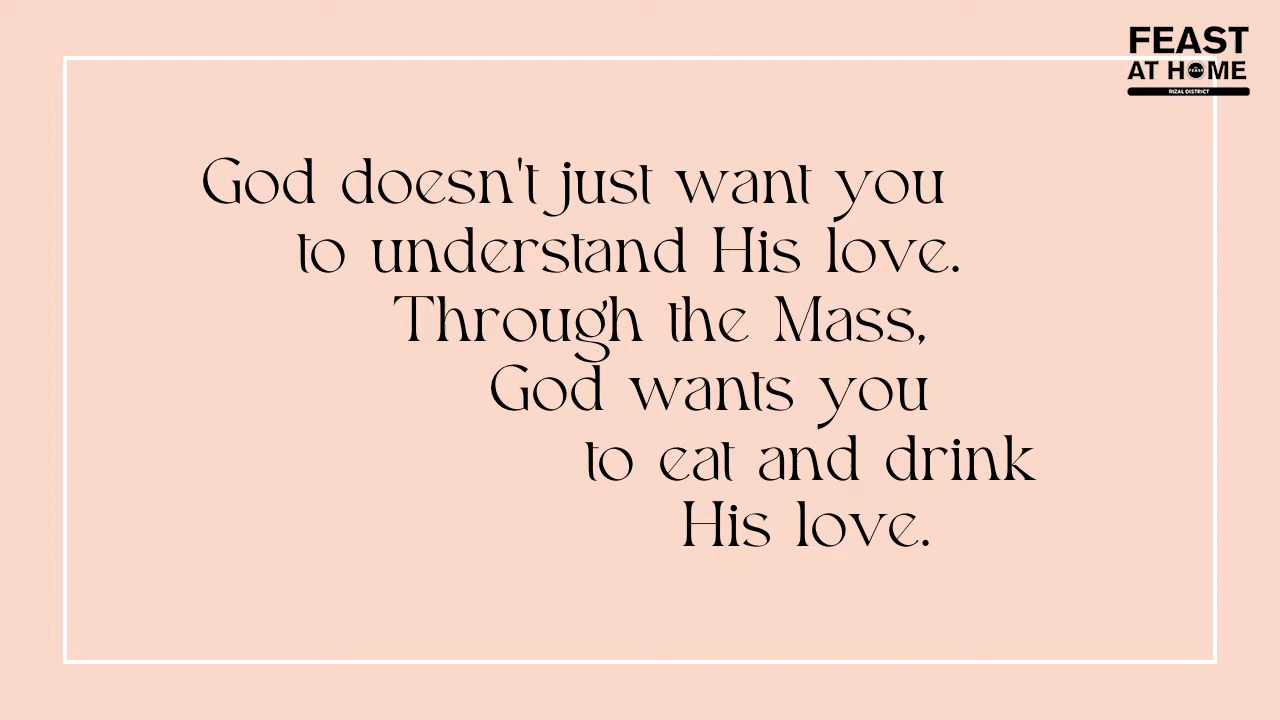 FEAST
AT HOME
RIZAL DISTRICT
God doesn't just want you
to understand His love.
Through the Mass,
God wants you
to eat and drink
His love.